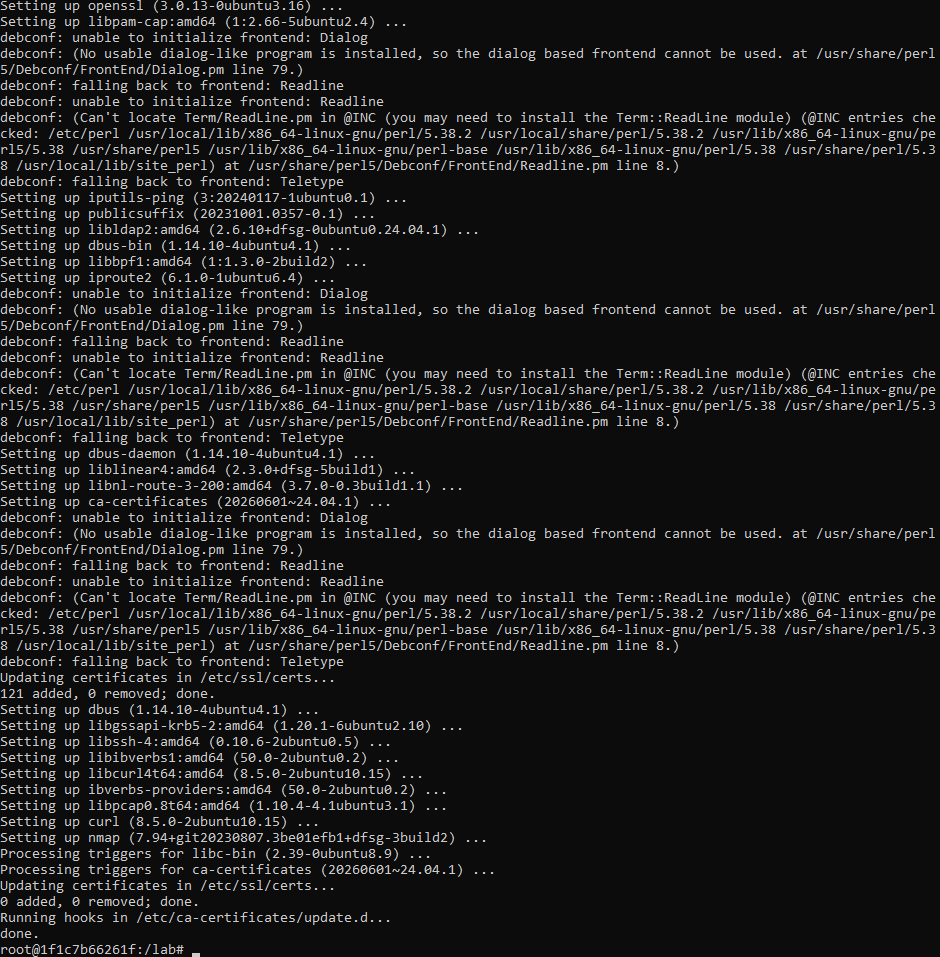 Setting up openssl (3.0.13-0ubuntu3.16) ...
Setting up libpam-cap:amd64 (1:2.66-5ubuntu2.4) ...
debconf: unable to initialize frontend: Dialog
debconf: (No usable dialog-like program is installed, so the dialog based frontend cannot be used. at /usr/share/perl
5/Debconf/FrontEnd/Dialog.pm line 79.)
debconf: falling back to frontend: Readline
debconf: unable to initialize frontend: Readline
debconf: (Can't locate Term/ReadLine.pm in @INC (you may need to install the Term::ReadLine module) (@INC entries che
cked: /etc/perl /usr/local/lib/x86_64-linux-gnu/perl/5.38.2 /usr/local/share/perl/5.38.2 /usr/lib/x86_64-linux-gnu/pe
rl5/5.38 /usr/share/perl5 /usr/lib/x86_64-linux-gnu/perl-base /usr/lib/x86_64-linux-gnu/perl/5.38 /usr/share/perl/5.3
8 /usr/local/lib/site_perl) at /usr/share/perl5/Debconf/FrontEnd/Readline.pm line 8.)
debconf: falling back to frontend: Teletype
Setting up iputils-ping (3:20240117-1ubuntu0.1) ...
Setting up publicsuffix (20231001.0357-0.1) ...
Setting up libldap2:amd64 (2.6.10+dfsg-0ubuntu0.24.04.1) ...
Setting up dbus-bin (1.14.10-4ubuntu4.1) ...
Setting up libbpf1:amd64 (1:1.3.0-2build2) ...
Setting up iproute2 (6.1.0-1ubuntu6.4) ...
debconf: unable to initialize frontend: Dialog
debconf: (No usable dialog-like program is installed, so the dialog based frontend cannot be used. at /usr/share/perl
5/Debconf/FrontEnd/Dialog.pm line 79.)
debconf: falling back to frontend: Readline
debconf: unable to initialize frontend: Readline
debconf: (Can't locate Term/ReadLine.pm in @INC (you may need to install the Term::ReadLine module) (@INC entries che
cked: /etc/perl /usr/local/lib/x86_64-linux-gnu/perl/5.38.2 /usr/local/share/perl/5.38.2 /usr/lib/x86_64-linux-gnu/pe
rl5/5.38 /usr/share/perl5 /usr/lib/x86_64-linux-gnu/perl-base /usr/lib/x86_64-linux-gnu/perl/5.38 /usr/share/perl/5.3
8 /usr/local/lib/site_perl) at /usr/share/perl5/Debconf/FrontEnd/Readline.pm line 8.)
debconf: falling back to frontend: Teletype
Setting up dbus-daemon (1.14.10-4ubuntu4.1) ...
Setting up liblinear4:amd64 (2.3.0+dfsg-5build1) ...
Setting up libnl-route-3-200:amd64 (3.7.0-0.3build1.1) ...
Setting up ca-certificates (20260601~24.04.1) ...
debconf: unable to initialize frontend: Dialog
debconf: (No usable dialog-like program is installed, so the dialog based frontend cannot be used. at /usr/share/perl
5/Debconf/FrontEnd/Dialog.pm line 79.)
debconf: falling back to frontend: Readline
debconf: unable to initialize frontend: Readline
debconf: (Can't locate Term/ReadLine.pm in @INC (you may need to install the Term::ReadLine module) (@INC entries che
cked: /etc/perl /usr/local/lib/x86_64-linux-gnu/perl/5.38.2 /usr/local/share/perl/5.38.2 /usr/lib/x86_64-linux-gnu/pe
rl5/5.38 /usr/share/perl5 /usr/lib/x86_64-linux-gnu/perl-base /usr/lib/x86_64-linux-gnu/perl/5.38 /usr/share/perl/5.3
8 /usr/local/lib/site_perl) at /usr/share/perl5/Debconf/FrontEnd/Readline.pm line 8.)
debconf: falling back to frontend: Teletype
Updating certificates in /etc/ssl/certs...
121 added, 0 removed; done.
Setting up dbus (1.14.10-4ubuntu4.1) ...
Setting up libgssapi-krb5-2:amd64 (1.20.1-6ubuntu2.10) ...
Setting up libssh-4:amd64 (0.10.6-2ubuntu0.5) ...
Setting up libibverbs1:amd64 (50.0-2ubuntu0.2) ...
Setting up libcurl4t64:amd64 (8.5.0-2ubuntu10.15) ...
Setting up ibverbs-providers:amd64 (50.0-2ubuntu0.2) ...
Setting up libpcap0.8t64:amd64 (1.10.4-4.1ubuntu3.1) ...
Setting up curl (8.5.0-2ubuntu10.15) ...
Setting up nmap (7.94+git20230807.3be01efb1+dfsg-3build2) ...
Processing triggers for libc-bin (2.39-0ubuntu8.9) ...
Processing triggers for ca-certificates (20260601~24.04.1) ...
Updating certificates in /etc/ssl/certs...
0 added, 0 removed; done.
Running hooks in /etc/ca-certificates/update.d...
done.
root@1f1c7b66261f:/lab#